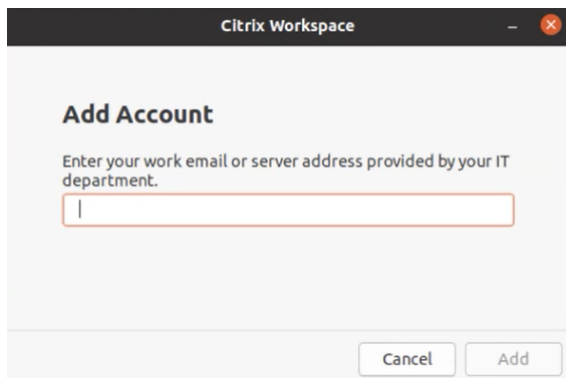 Citrix Workspace
Add Account
Enter your work email or server address provided by your IT
department.
Cancel
Add